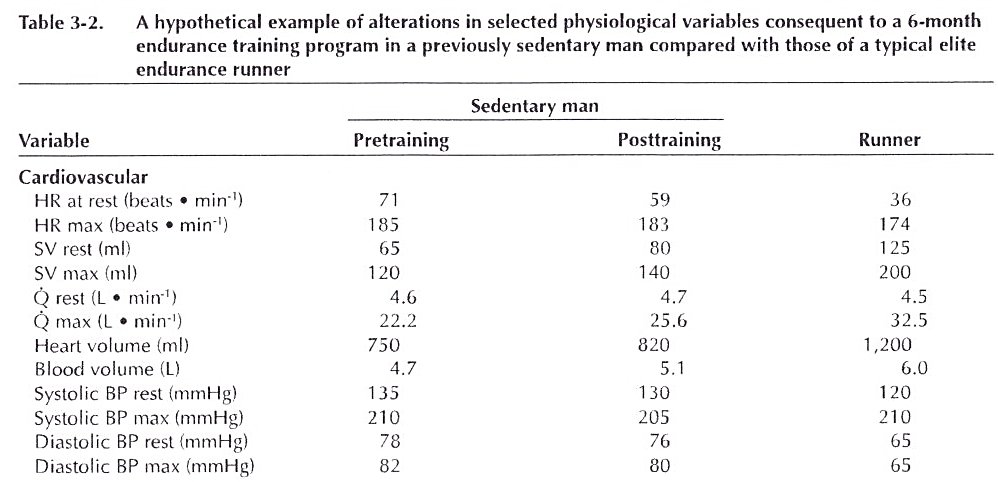 Table 3-2. A hypothetical example of alterations in selected physiological variables consequent to a 6-month
endurance training program in a previously sedentary man compared with those of a typical elite
endurance runner
Sedentary man
Variable Pretraining Posttraining Runner
Cardiovascular
HR at rest (beats • min⁻¹) 71 59 36
HR max (beats • min⁻¹) 185 183 174
SV rest (ml) 65 80 125
SV max (ml) 120 140 200
Q̇ rest (L • min⁻¹) 4.6 4.7 4.5
Q̇ max (L • min⁻¹) 22.2 25.6 32.5
Heart volume (ml) 750 820 1,200
Blood volume (L) 4.7 5.1 6.0
Systolic BP rest (mmHg) 135 130 120
Systolic BP max (mmHg) 210 205 210
Diastolic BP rest (mmHg) 78 76 65
Diastolic BP max (mmHg) 82 80 65